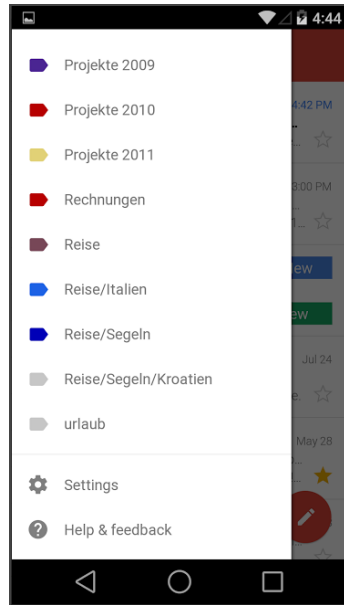 4:44
Projekte 2009
4:42 PM
Projekte 2010
Projekte 2011
3:00 PM
Rechnungen
Reise
Reise/Italien
Reise/Segeln
Jul 24
Reise/Segeln/Kroatien
urlaub
May 28
Settings
Help & feedback